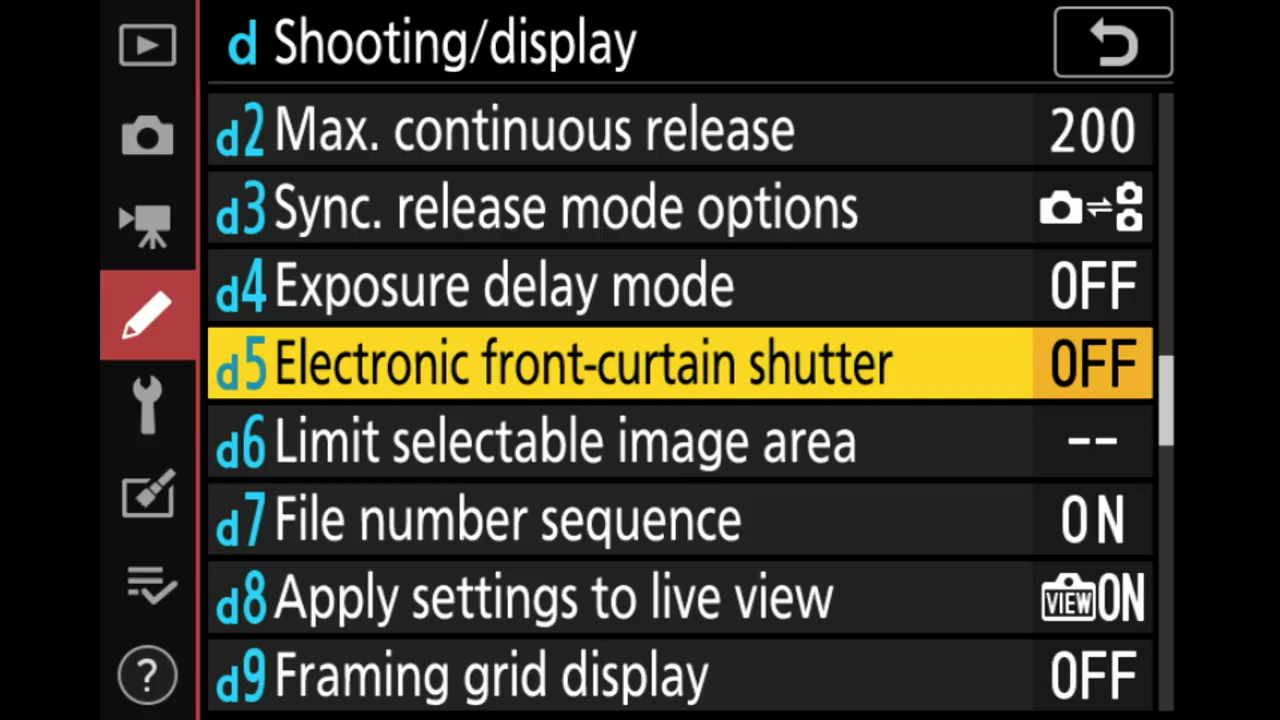 d Shooting/display
d2 Max. continuous release 200
d3 Sync. release mode options
d4 Exposure delay mode OFF
d5 Electronic front-curtain shutter OFF
d6 Limit selectable image area --
d7 File number sequence ON
d8 Apply settings to live view VIEW ON
d9 Framing grid display OFF
?